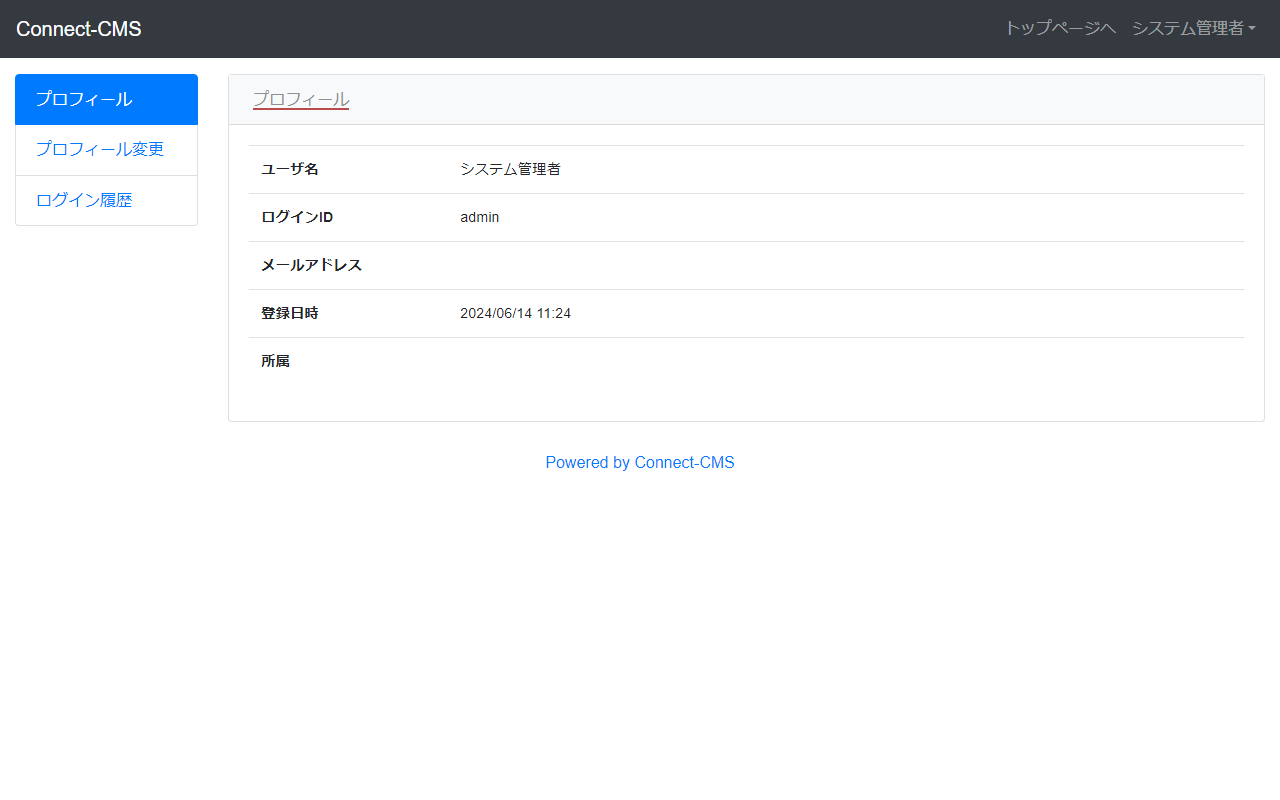 Connect-CMS
トップページへ システム管理者
プロフィール
プロフィール変更
ログイン履歴
プロフィール
ユーザ名 システム管理者
ログインID admin
メールアドレス
登録日時 2024/06/14 11:24
所属
Powered by Connect-CMS